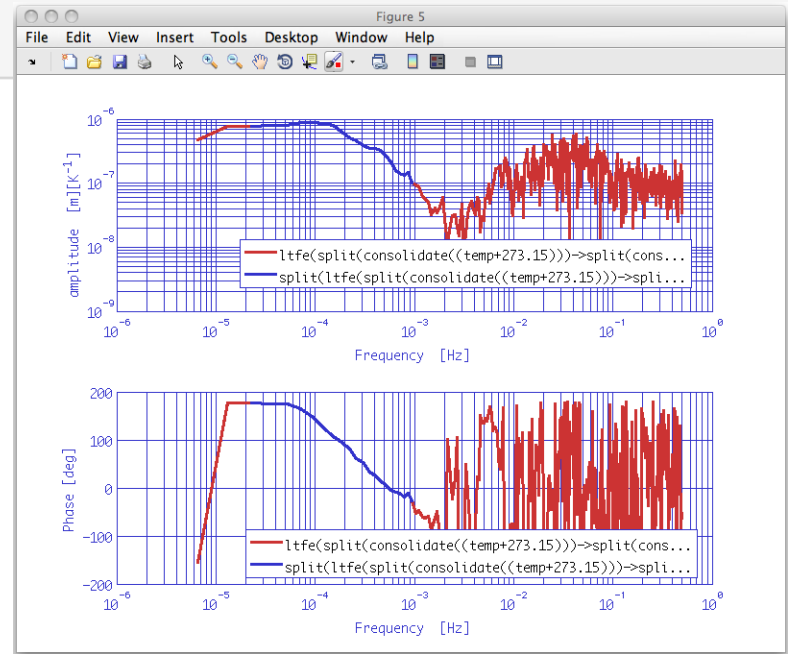 Figure 5
File Edit View Insert Tools Desktop Window Help
10^-6
10^-7
10^-8
10^-9
amplitude [m][K^-1]
ltfe(split(consolidate((temp+273.15)))->split(cons...
split(ltfe(split(consolidate((temp+273.15)))->spli...
10^-6 10^-5 10^-4 10^-3 10^-2 10^-1 10^0
Frequency [Hz]
200
100
0
-100
-200
Phase [deg]
ltfe(split(consolidate((temp+273.15)))->split(cons...
split(ltfe(split(consolidate((temp+273.15)))->spli...
10^-6 10^-5 10^-4 10^-3 10^-2 10^-1 10^0
Frequency [Hz]